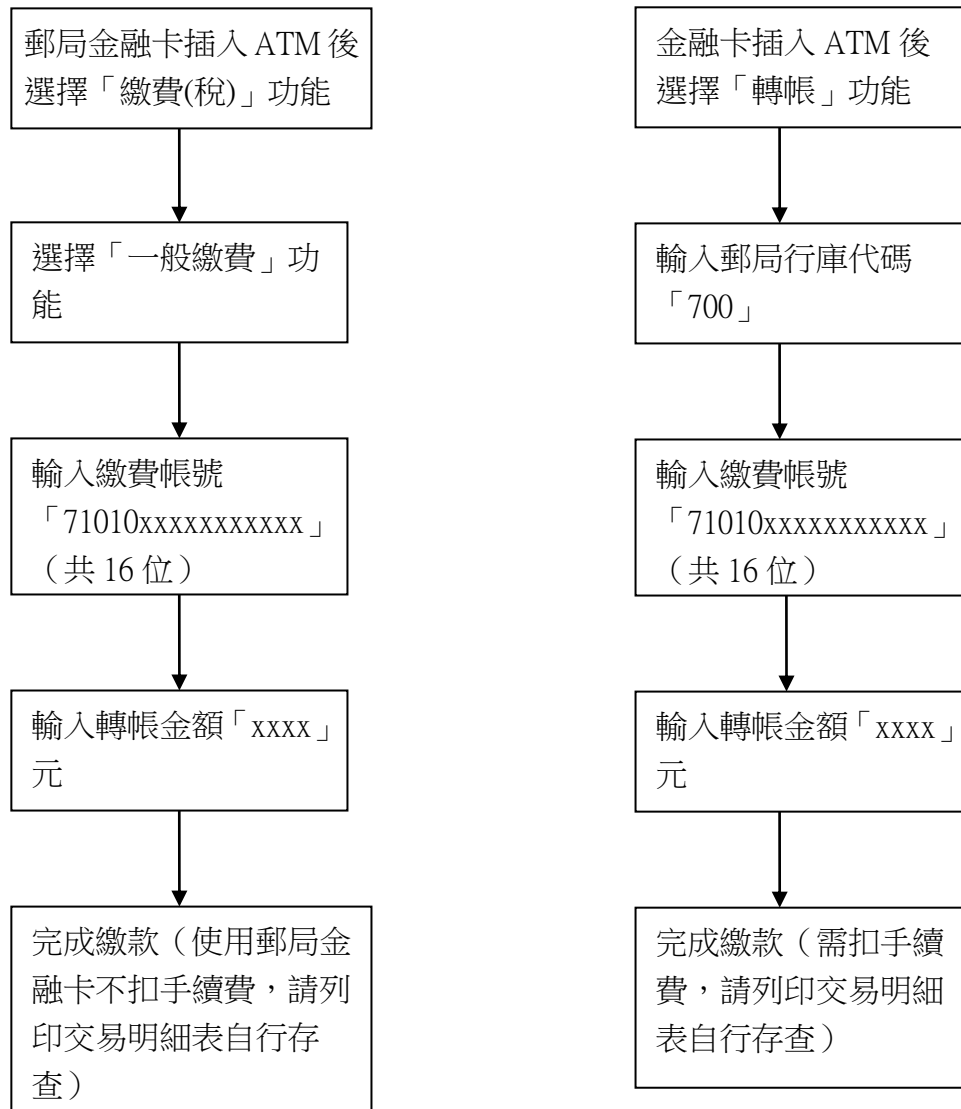 郵局金融卡插入 ATM 後
選擇「繳費(稅)」功能
選擇「一般繳費」功
能
輸入繳費帳號
「71010xxxxxxxxxxx」
（共 16 位）
輸入轉帳金額「xxxx」
元
完成繳款（使用郵局金
融卡不扣手續費，請列
印交易明細表自行存
查）
金融卡插入 ATM 後
選擇「轉帳」功能
輸入郵局行庫代碼
「700」
輸入繳費帳號
「71010xxxxxxxxxxx」
（共 16 位）
輸入轉帳金額「xxxx」
元
完成繳款（需扣手續
費，請列印交易明細
表自行存查）